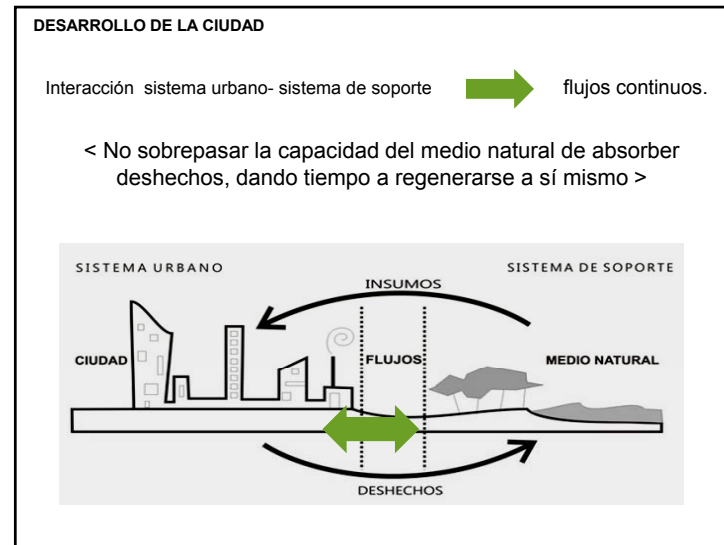 DESARROLLO DE LA CIUDAD
Interacción sistema urbano- sistema de soporte
flujos continuos.
< No sobrepasar la capacidad del medio natural de absorber
deshechos, dando tiempo a regenerarse a sí mismo >
SISTEMA URBANO
SISTEMA DE SOPORTE
INSUMOS
CIUDAD
FLUJOS
MEDIO NATURAL
DESHECHOS